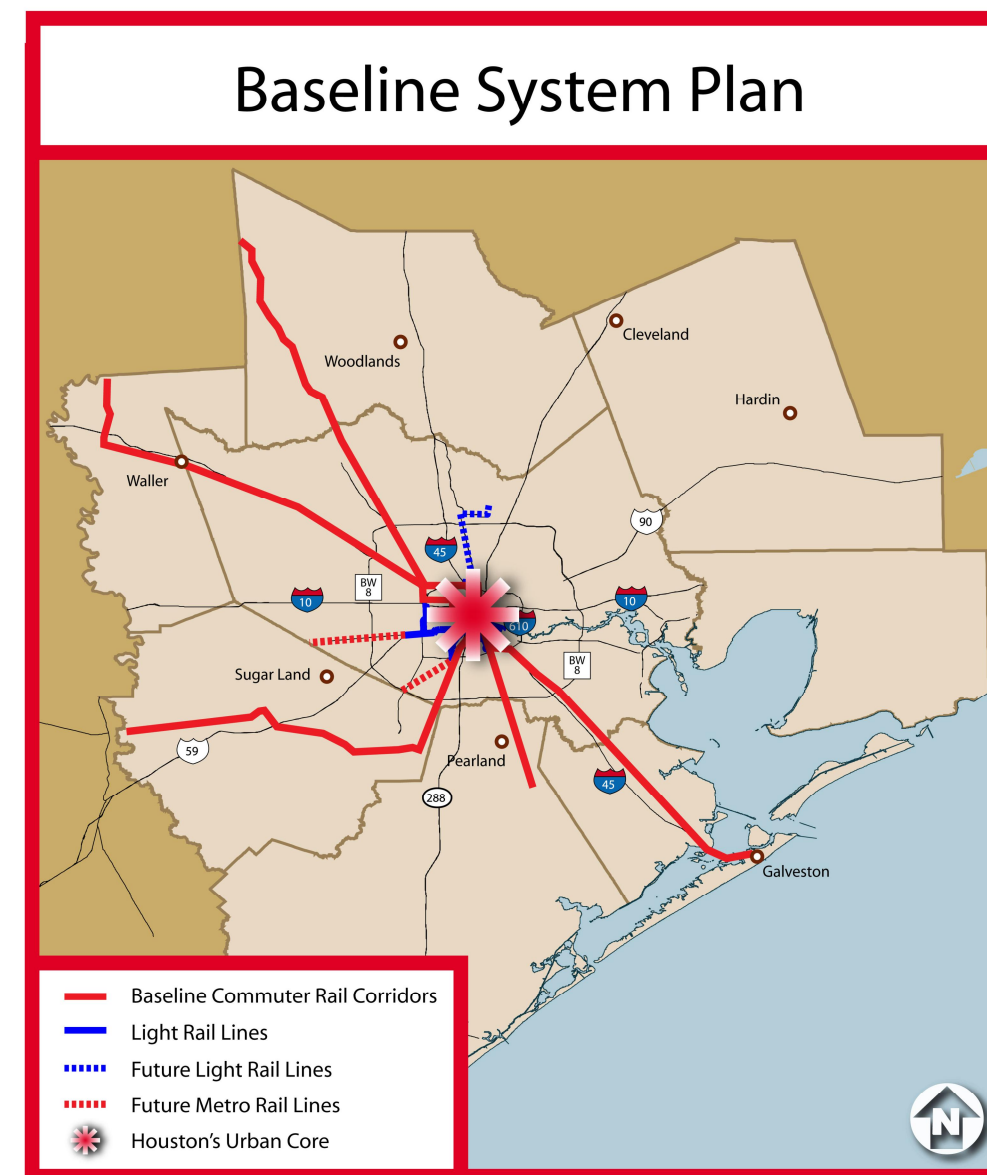 Baseline System Plan
Cleveland
Woodlands
Hardin
Waller
90
45
BW
8
10
10
610
BW
8
Sugar Land
59
Pearland
45
288
Galveston
Baseline Commuter Rail Corridors
Light Rail Lines
Future Light Rail Lines
Future Metro Rail Lines
Houston's Urban Core
N